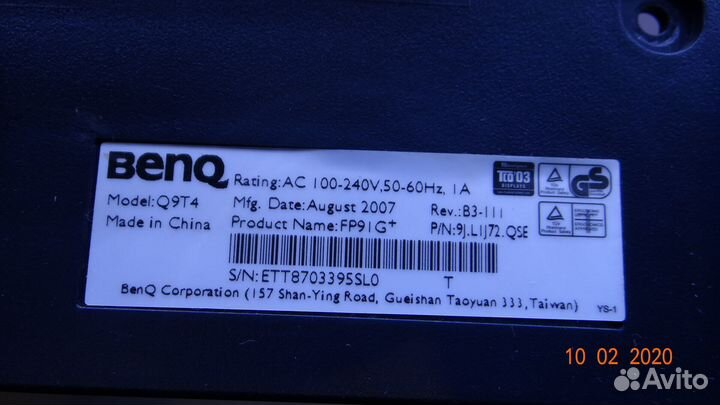 BenQ
Rating:AC 100-240V,50-60Hz, 1A
Model:Q9T4
Mfg. Date:August 2007
Rev.:B3-111
Made in China
Product Name:FP91G+
P/N:9J.L1J72.QSE
TCO'03
DISPLAYS
GS
S/N:ETT8703395SL0
T
BenQ Corporation (157 Shan-Ying Road, Gueishan Taoyuan 333,Taiwan)
YS-1
10 02 2020
Avito